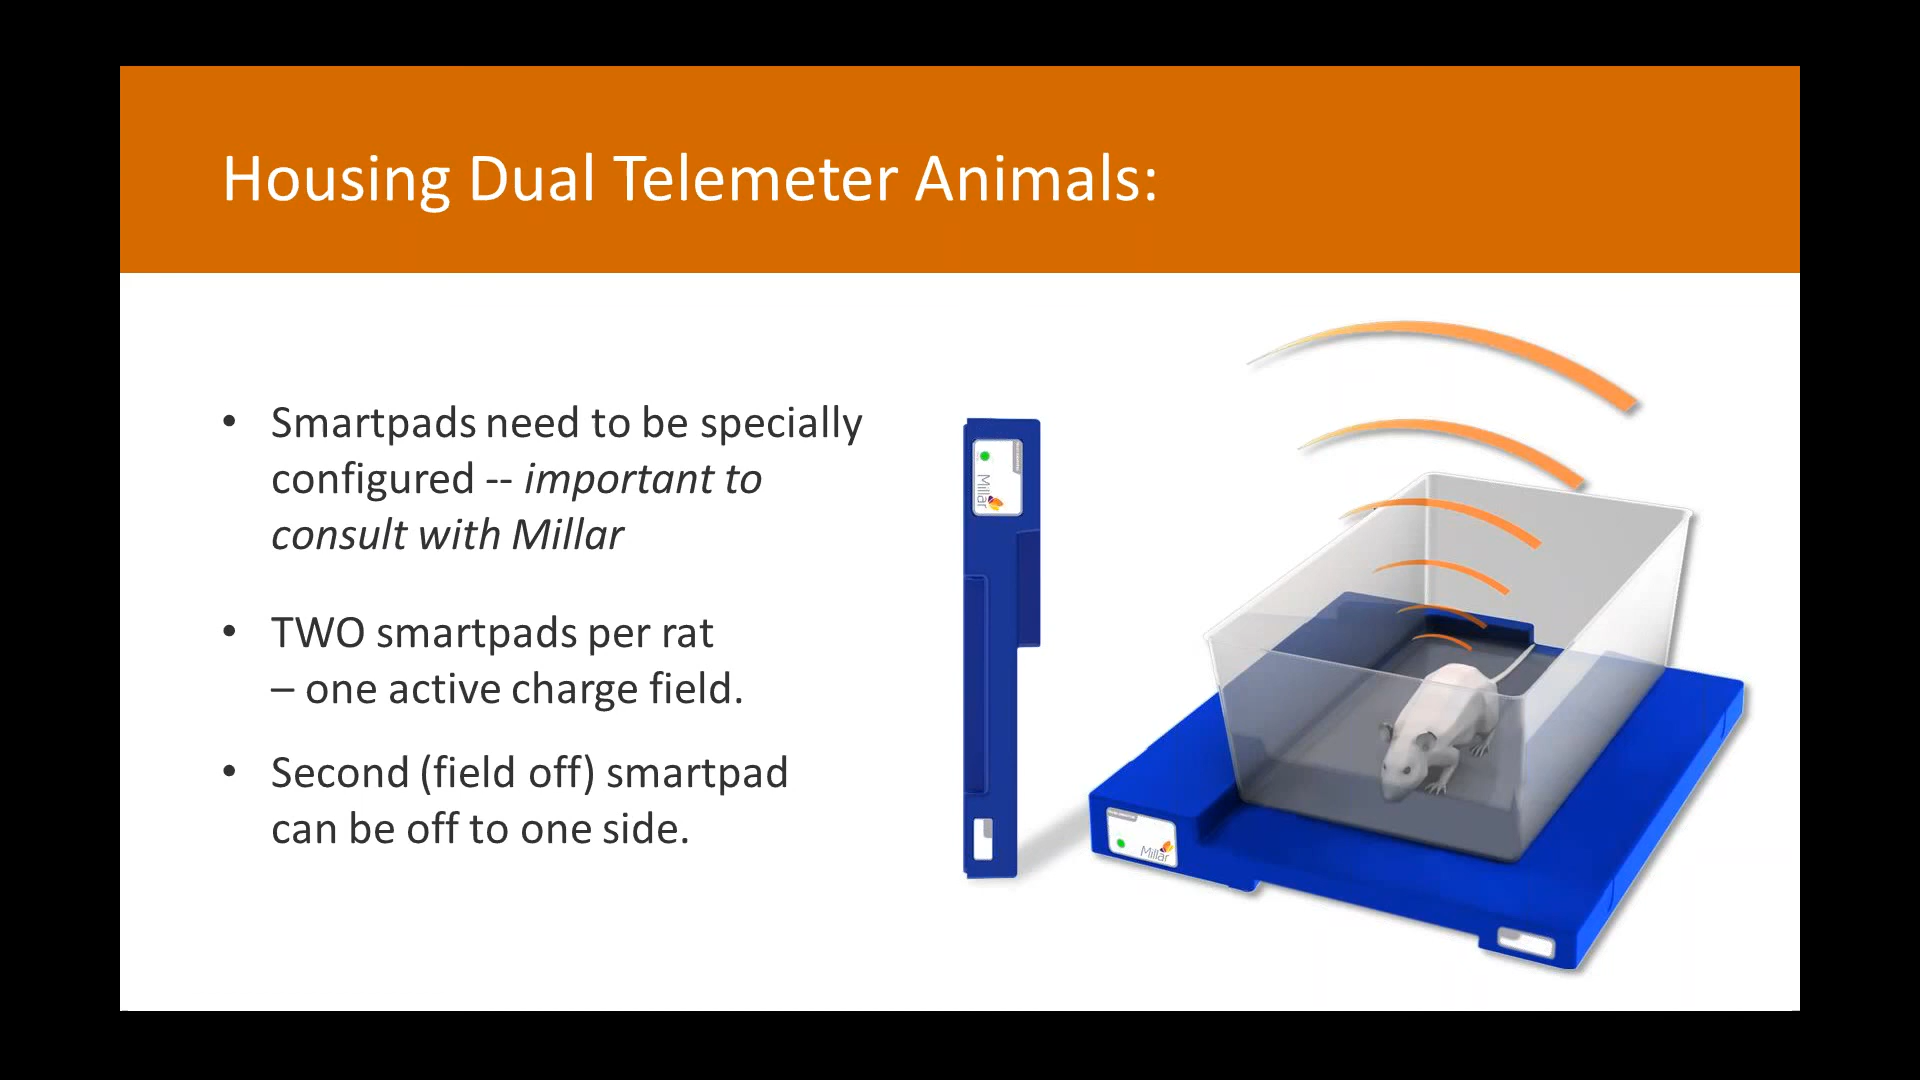 Housing Dual Telemeter Animals:
• Smartpads need to be specially
configured -- important to
consult with Millar
• TWO smartpads per rat
– one active charge field.
• Second (field off) smartpad
can be off to one side.
Millar
Millar